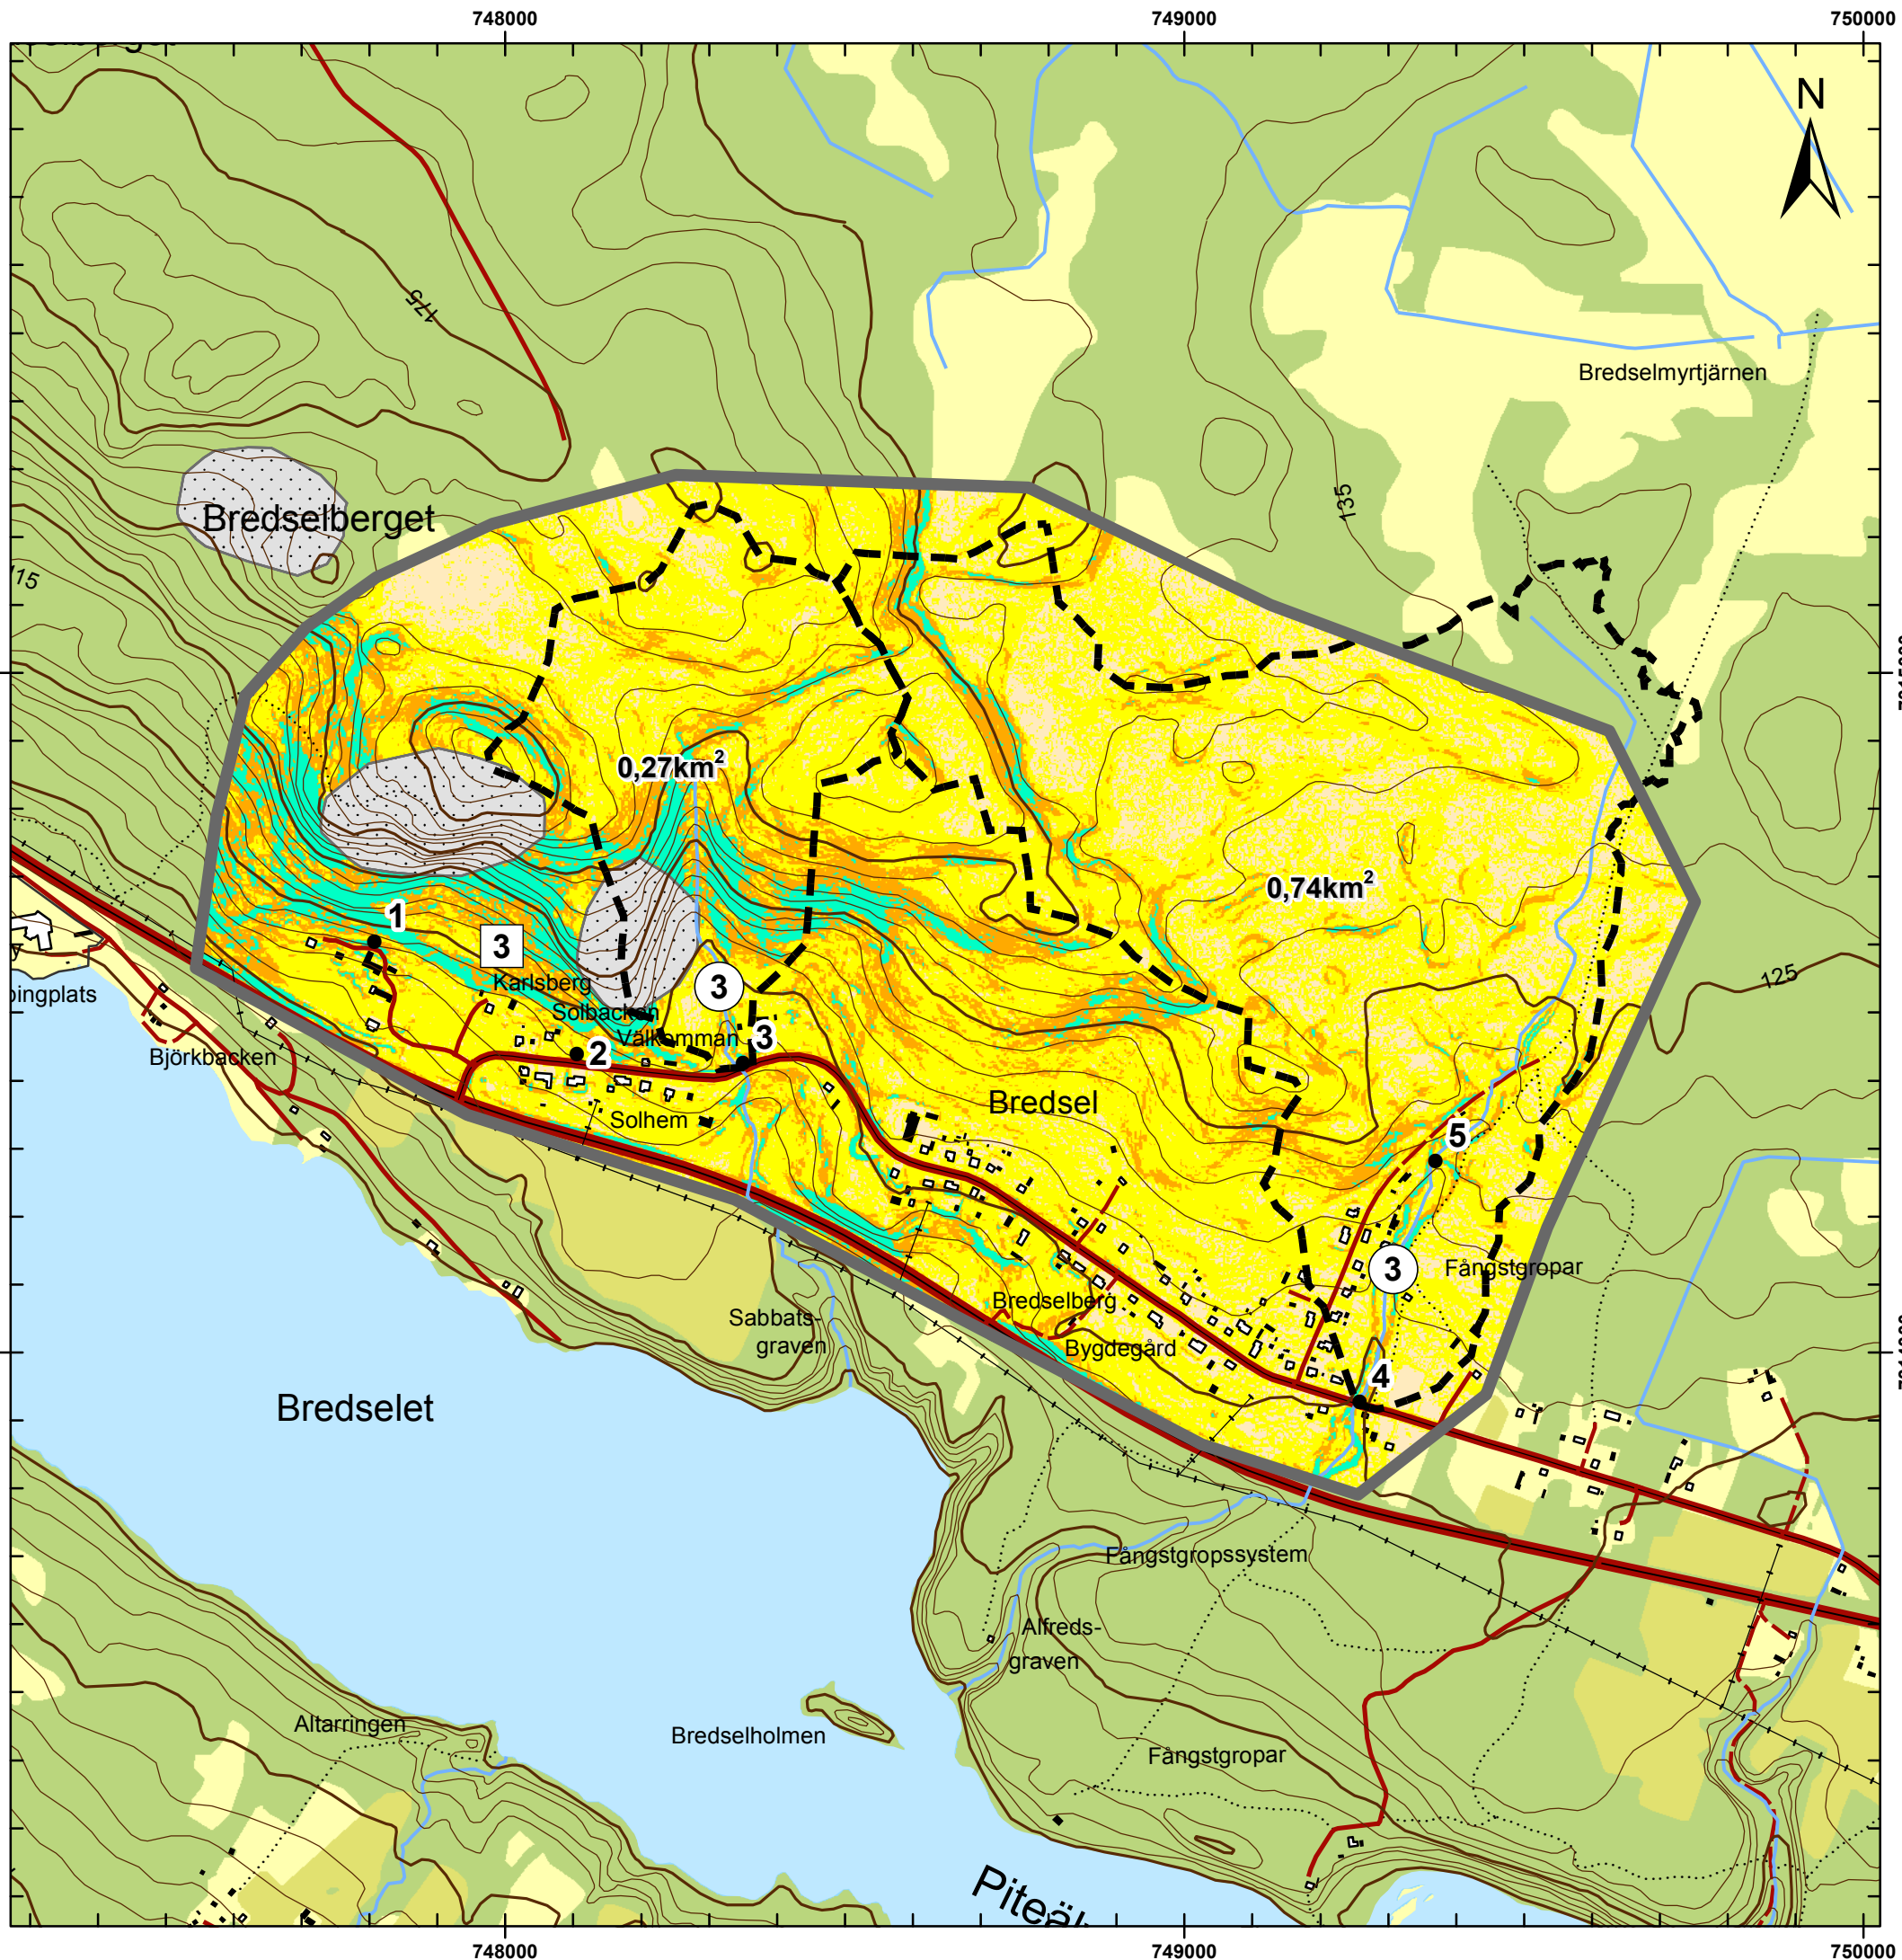 748000
749000
750000
N
175
Bredselmyrtjärnen
135
Bredselberget
115
0,27km²
0,74km²
1
3
Karlsberg
125
3
Solbacken
Välkomman
3
2
Björkbacken
Bredsel
Solhem
5
3
Fångstgropar
Bredselberg
Sabbats-
graven
Bygdegård
4
Bredselet
Fångstgropssystem
Alfreds-
graven
Altarringen
Bredselholmen
Fångstgropar
748000
749000
750000